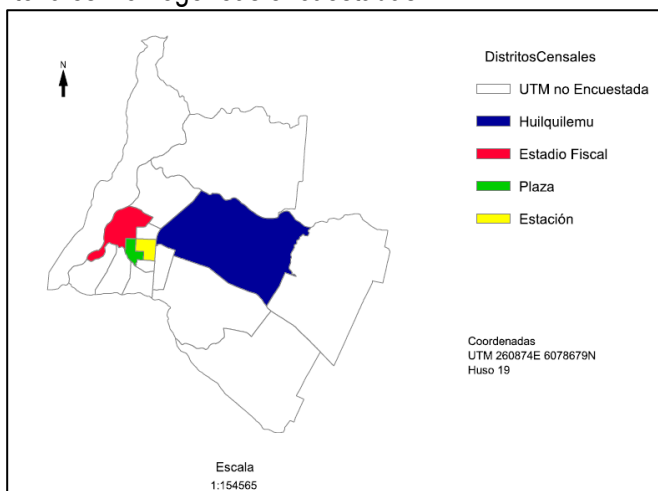 N
DistritosCensales
UTM no Encuestada
Huilquilemu
Estadio Fiscal
Plaza
Estación
Coordenadas
UTM 260874E 6078679N
Huso 19
Escala
1:154565